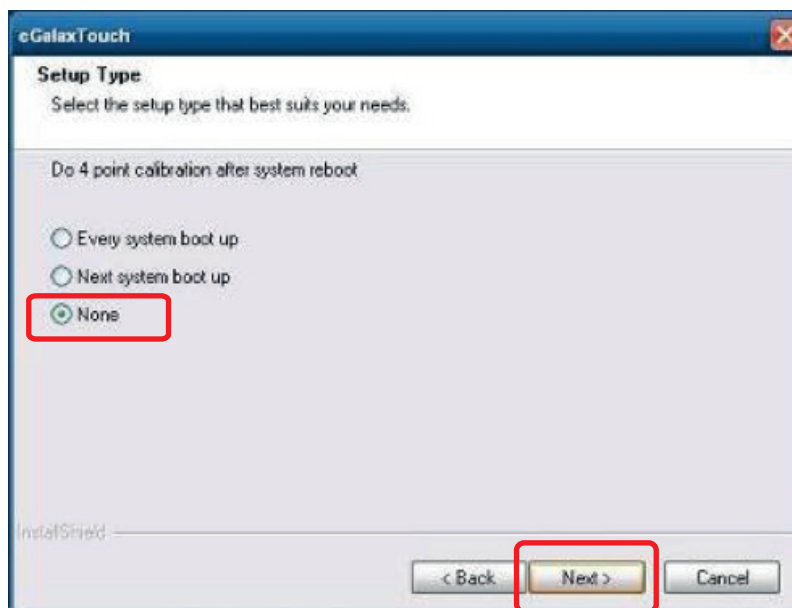 eGalaxTouch
Setup Type
Select the setup type that best suits your needs.
Do 4 point calibration after system reboot
Every system boot up
Next system boot up
None
InstallShield
< Back
Next >
Cancel